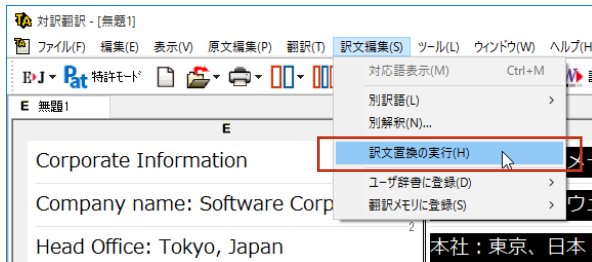 対訳翻訳 - [無題1]
ファイル(F) 編集(E) 表示(V) 原文編集(P) 翻訳(T) 訳文編集(S) ツール(L) ウィンドウ(W) ヘルプ(H
E▸J Pat 特許モード
対応語表示(M) Ctrl+M
E 無題1
別訳語(L)
別解釈(N)...
E
訳文置換の実行(H)
Corporate Information
ユーザ辞書に登録(D)
Company name: Software Corp
翻訳メモリに登録(S)
2
Head Office: Tokyo, Japan
本社：東京、日本